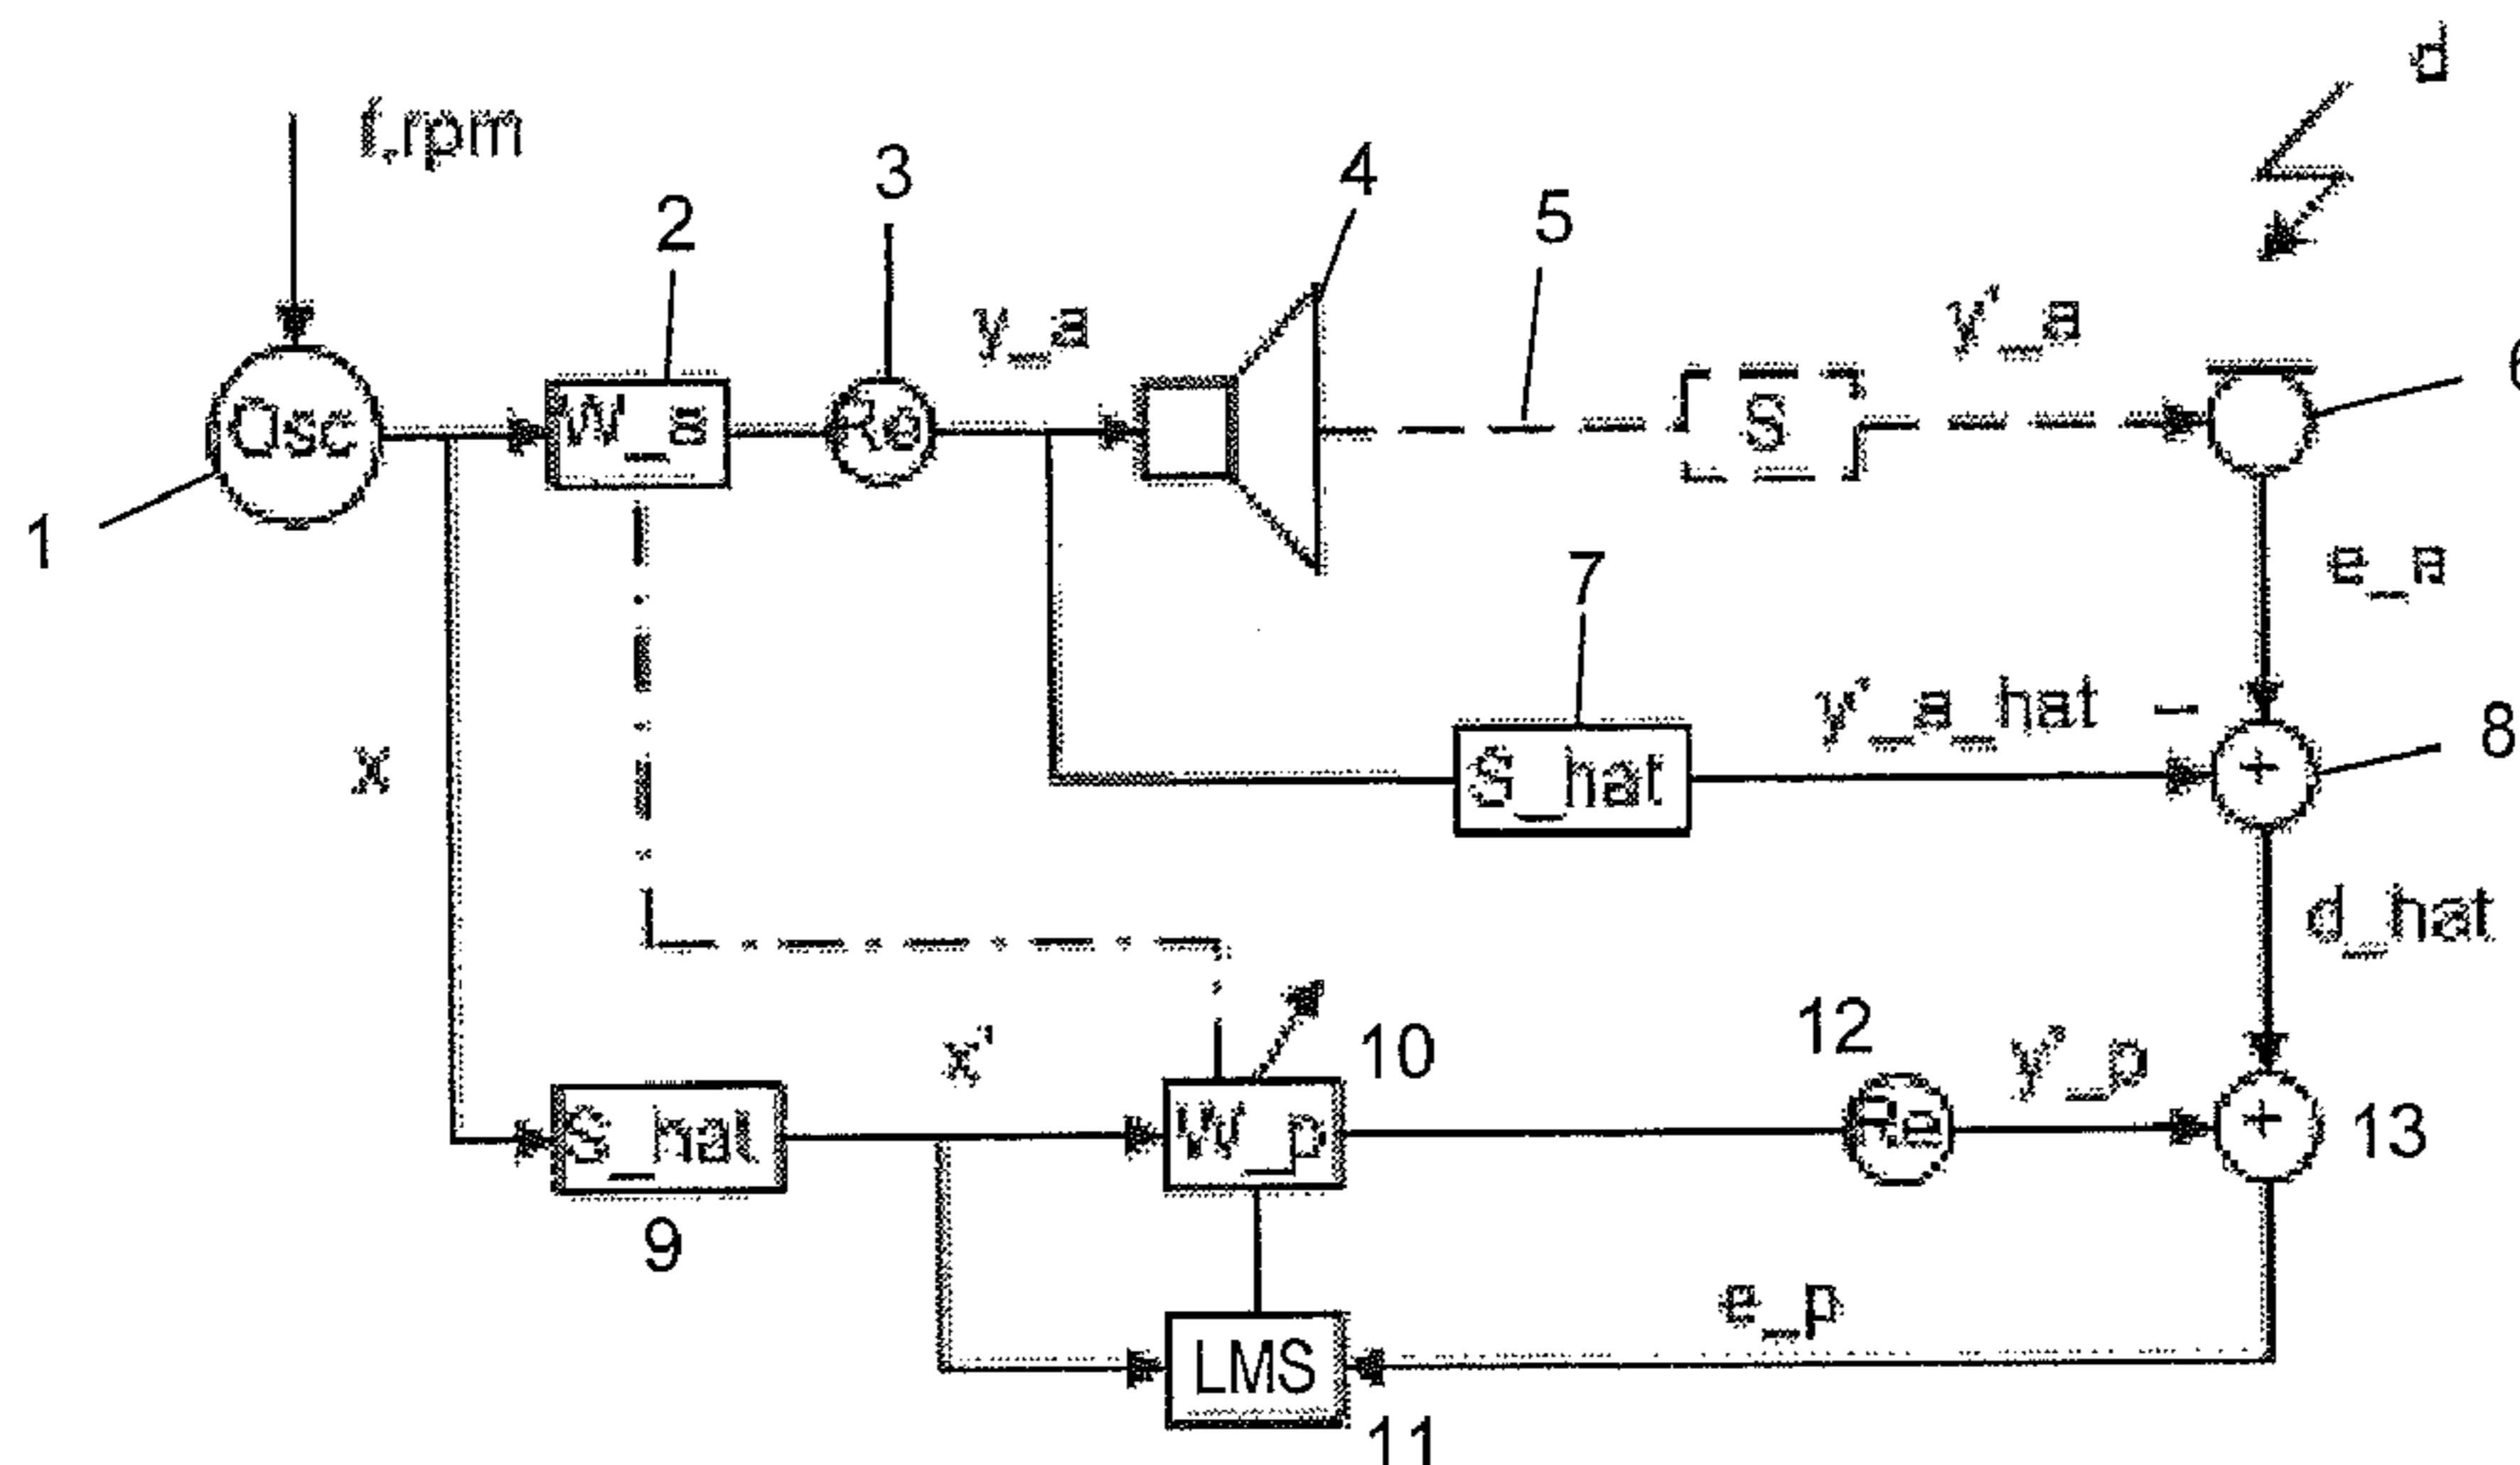 d
f,rpm
3
4
2
5
y_a
y'_a
6
Osc
W_a
Re
S
1
e_a
7
y'_a_hat -
8
x
S_hat
+
d_hat
10
12
x'
y'_p
S_hat
W_p
Re
+
13
9
e_p
LMS
11